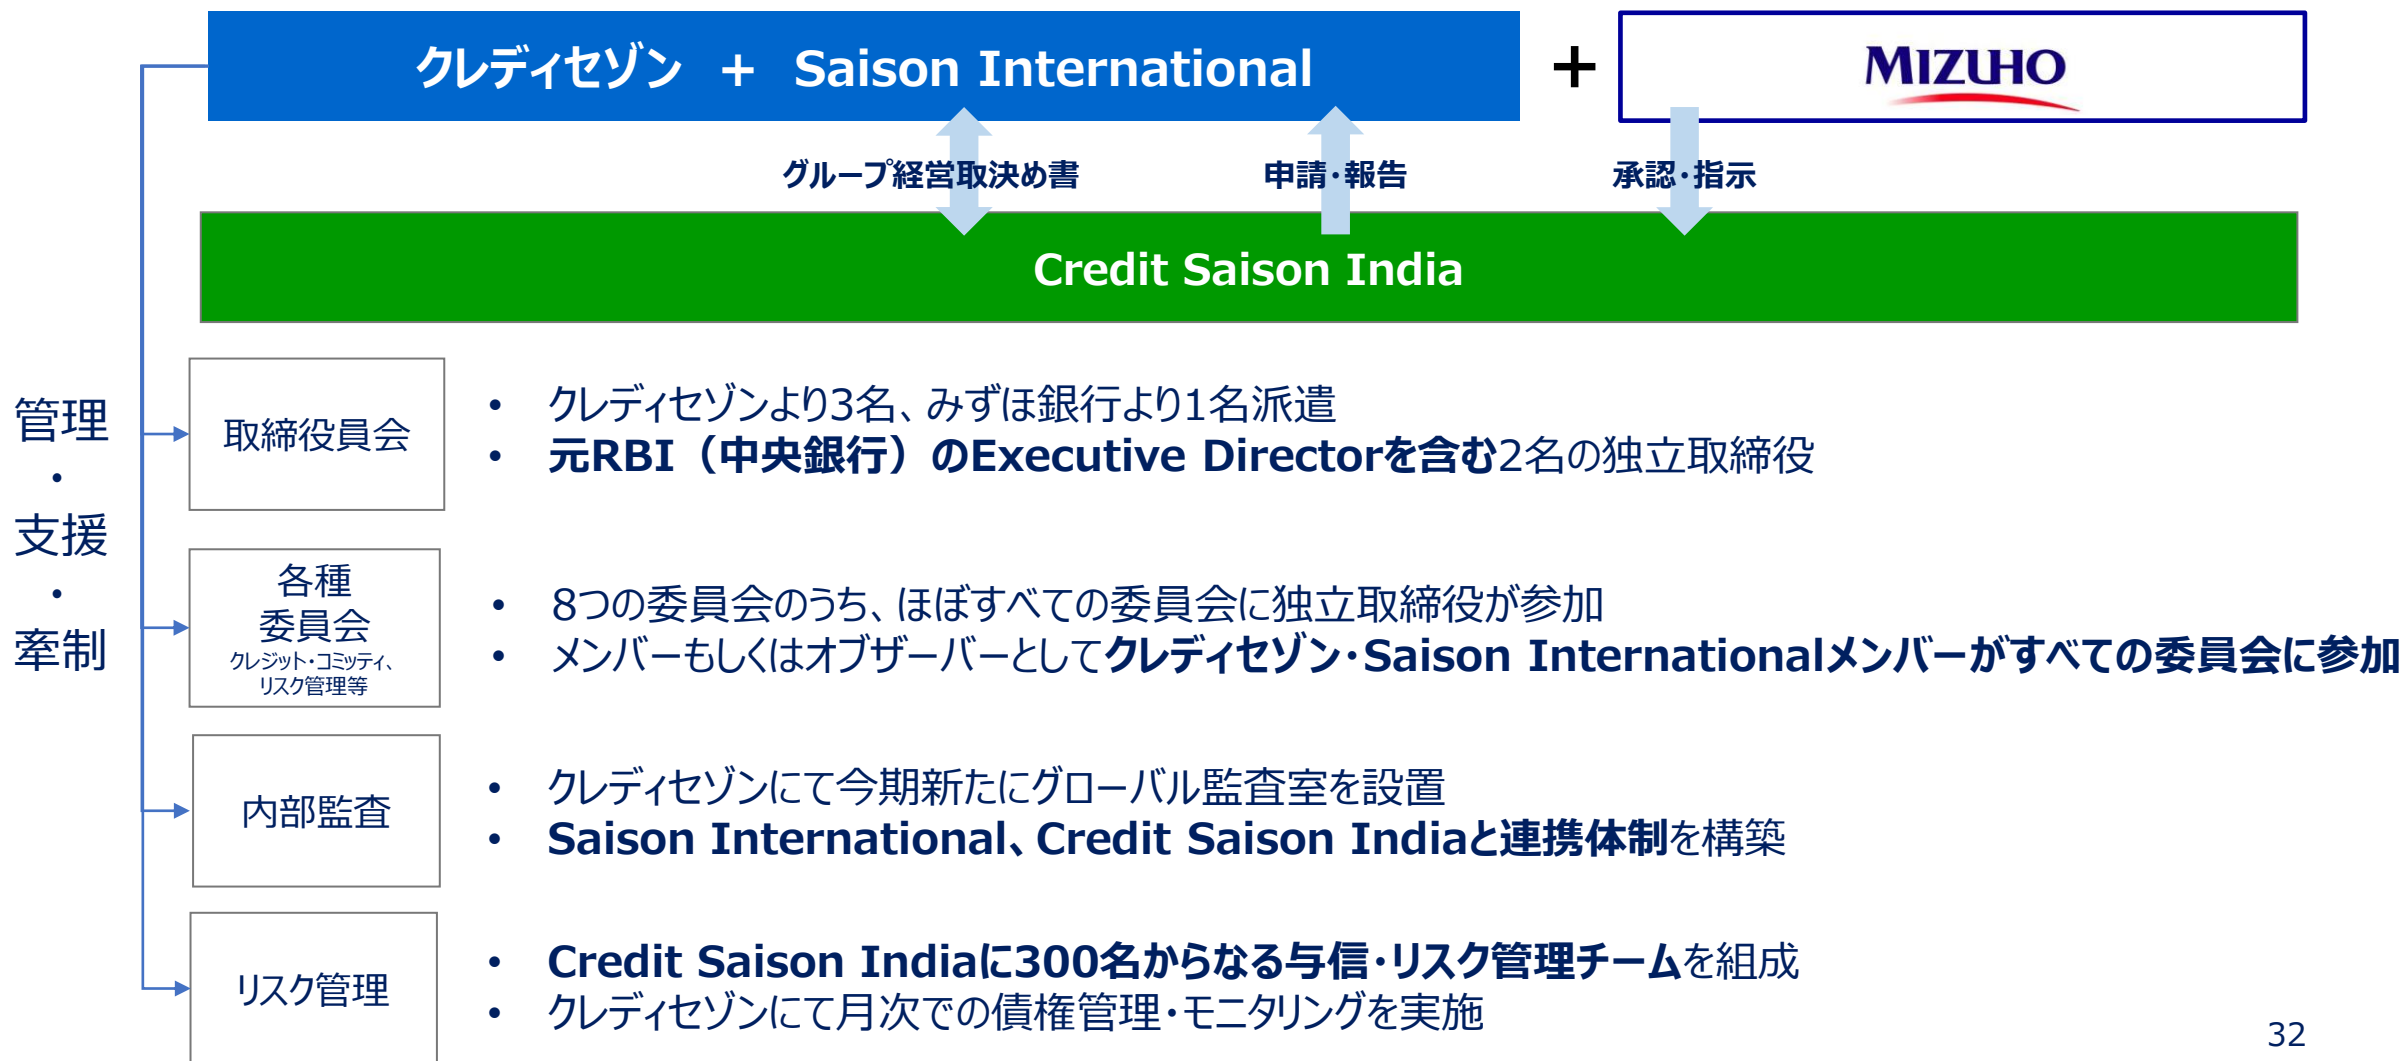 クレディセゾン + Saison International
+
MIZUHO
グループ経営取決め書
申請・報告
承認・指示
Credit Saison India
管理
・
支援
・
牽制
取締役員会
• クレディセゾンより3名、みずほ銀行より1名派遣
• 元RBI（中央銀行）のExecutive Directorを含む2名の独立取締役
各種
委員会
クレジット・コミッティ、
リスク管理等
• 8つの委員会のうち、ほぼすべての委員会に独立取締役が参加
• メンバーもしくはオブザーバーとしてクレディセゾン・Saison Internationalメンバーがすべての委員会に参加
内部監査
• クレディセゾンにて今期新たにグローバル監査室を設置
• Saison International、Credit Saison Indiaと連携体制を構築
リスク管理
• Credit Saison Indiaに300名からなる与信・リスク管理チームを組成
• クレディセゾンにて月次での債権管理・モニタリングを実施
32